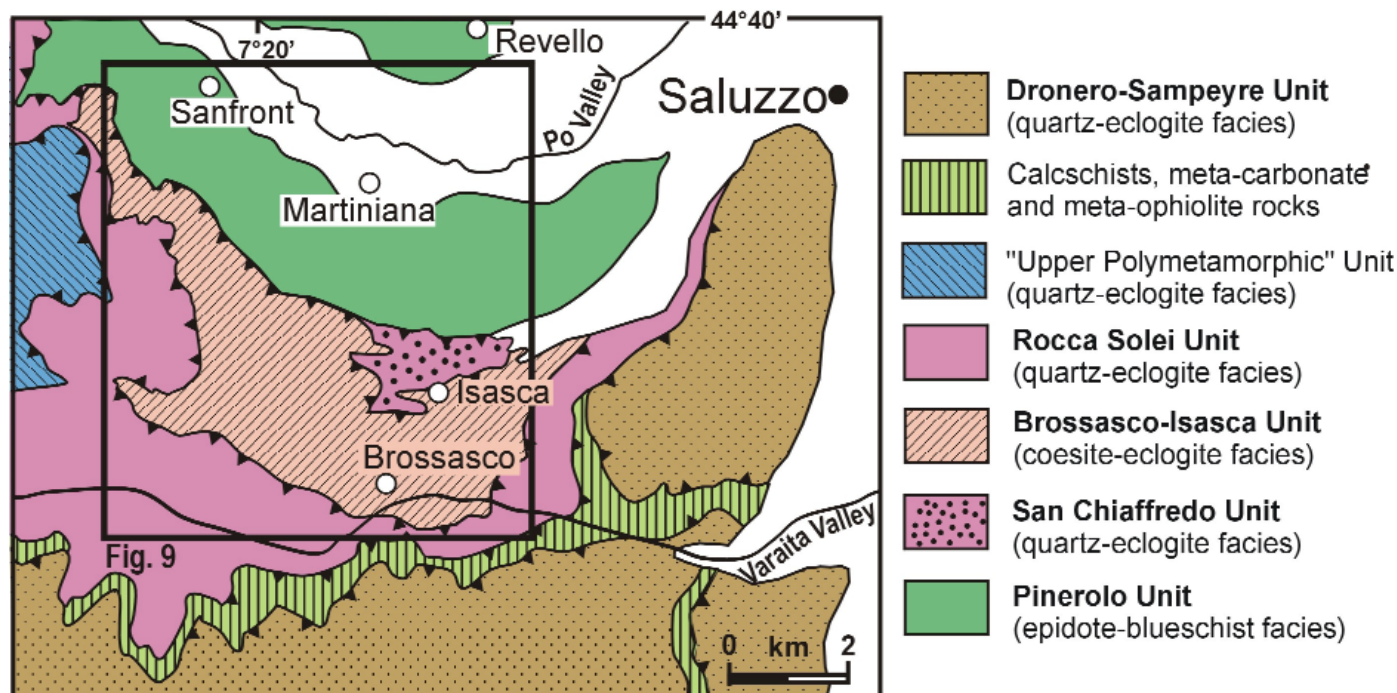 44°40'
7°20'
Revello
Sanfront
Saluzzo
Po Valley
Martiniana
Isasca
Brossasco
Fig. 9
Varaita Valley
0 km 2
Dronero-Sampeyre Unit
(quartz-eclogite facies)
Calcschists, meta-carbonate
and meta-ophiolite rocks
"Upper Polymetamorphic" Unit
(quartz-eclogite facies)
Rocca Solei Unit
(quartz-eclogite facies)
Brossasco-Isasca Unit
(coesite-eclogite facies)
San Chiaffredo Unit
(quartz-eclogite facies)
Pinerolo Unit
(epidote-blueschist facies)